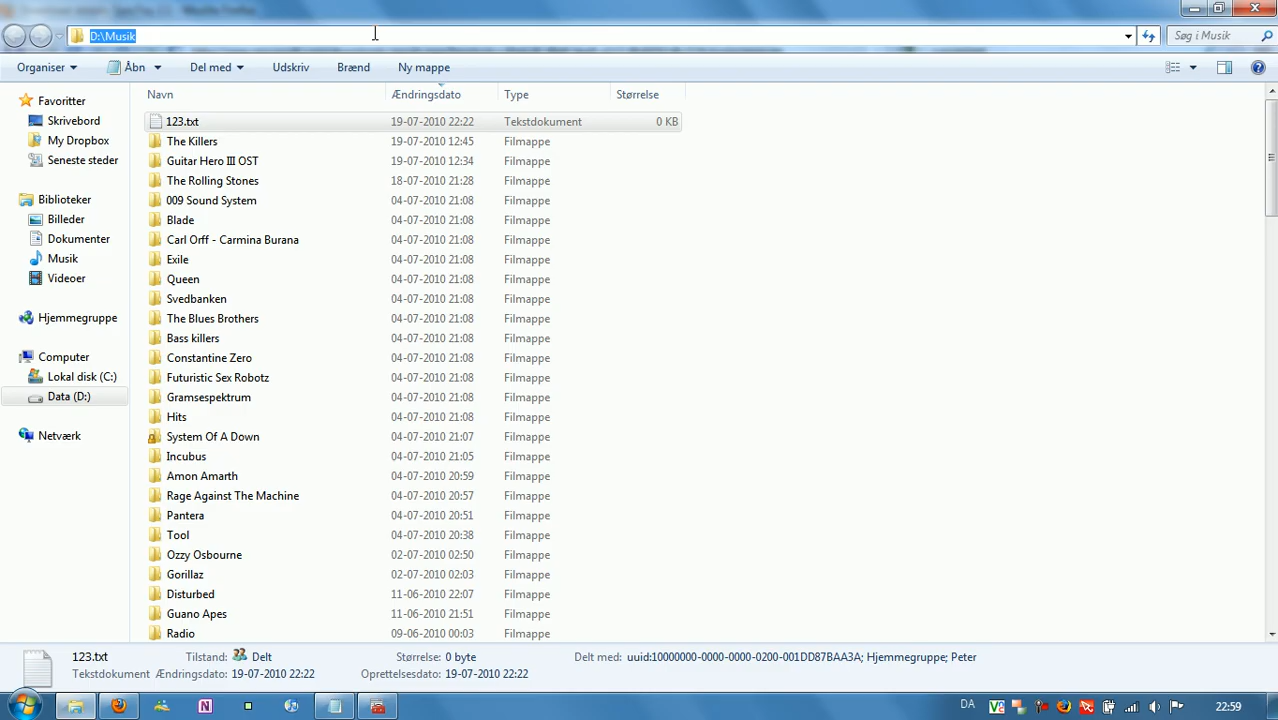 D:\Musik
Søg i Musik
Organiser Åbn Del med Udskriv Brænd Ny mappe
Navn Ændringsdato Type Størrelse
Favoritter
Skrivebord
My Dropbox
Seneste steder
Biblioteker
Billeder
Dokumenter
Musik
Videoer
Hjemmegruppe
Computer
Lokal disk (C:)
Data (D:)
Netværk
123.txt 19-07-2010 22:22 Tekstdokument 0 KB
The Killers 19-07-2010 12:45 Filmappe
Guitar Hero III OST 19-07-2010 12:34 Filmappe
The Rolling Stones 18-07-2010 21:28 Filmappe
009 Sound System 04-07-2010 21:08 Filmappe
Blade 04-07-2010 21:08 Filmappe
Carl Orff - Carmina Burana 04-07-2010 21:08 Filmappe
Exile 04-07-2010 21:08 Filmappe
Queen 04-07-2010 21:08 Filmappe
Svedbanken 04-07-2010 21:08 Filmappe
The Blues Brothers 04-07-2010 21:08 Filmappe
Bass killers 04-07-2010 21:08 Filmappe
Constantine Zero 04-07-2010 21:08 Filmappe
Futuristic Sex Robotz 04-07-2010 21:08 Filmappe
Gramsespektrum 04-07-2010 21:08 Filmappe
Hits 04-07-2010 21:08 Filmappe
System Of A Down 04-07-2010 21:07 Filmappe
Incubus 04-07-2010 21:08 Filmappe
Amon Amarth 04-07-2010 20:59 Filmappe
Rage Against The Machine 04-07-2010 20:57 Filmappe
Pantera 04-07-2010 20:51 Filmappe
Tool 04-07-2010 20:38 Filmappe
Ozzy Osbourne 02-07-2010 02:50 Filmappe
Gorillaz 02-07-2010 02:03 Filmappe
Disturbed 11-06-2010 22:07 Filmappe
Guano Apes 11-06-2010 21:51 Filmappe
Radio 09-06-2010 00:03 Filmappe
123.txt Tilstand: Delt Størrelse: 0 byte Delt med: uuid:10000000-0000-0000-0200-001DD87BAA3A; Hjemmegruppe; Peter
Tekstdokument Ændringsdato: 19-07-2010 22:22 Oprettelsesdato: 19-07-2010 22:22
DA 22:59